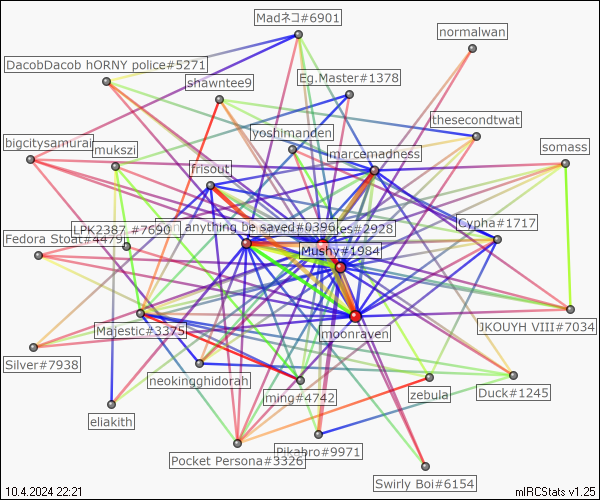 Madネコ#6901
normalwan
DacobDacob hORNY police#5271
shawntee9
Eg.Master#1378
thesecondtwat
yoshimanden
bigcitysamurai
mukszi
marcemadness
somass
frisout
LPK2387 #7690
anything be saved#0396
#2928
Cypha#1717
Fedora Stoat#4479
Mushy#1984
Majestic#3375
moonraven
JKOUYH VIII#7034
Silver#7938
neokingghidorah
ming#4742
zebula
Duck#1245
eliakith
Pikabro#9971
Pocket Persona#3326
Swirly Boi#6154
10.4.2024 22:21
mIRCStats v1.25